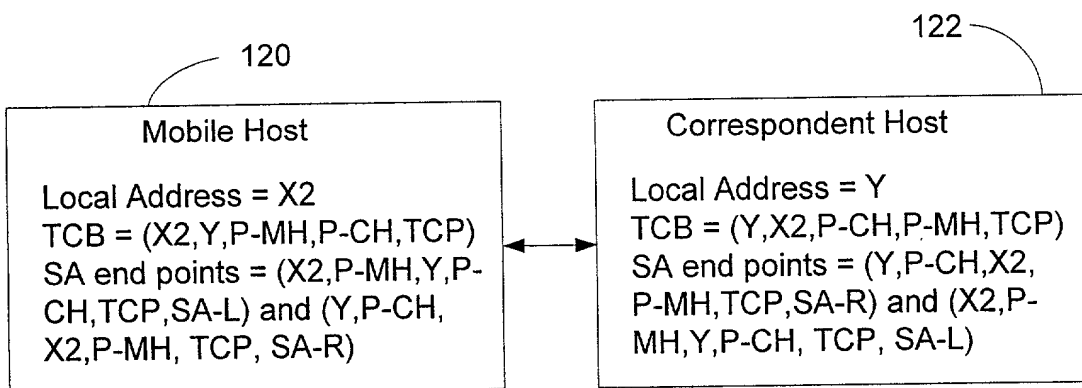 120
122
Mobile Host
Local Address = X2
TCB = (X2,Y,P-MH,P-CH,TCP)
SA end points = (X2,P-MH,Y,P-
CH,TCP,SA-L) and (Y,P-CH,
X2,P-MH, TCP, SA-R)
Correspondent Host
Local Address = Y
TCB = (Y,X2,P-CH,P-MH,TCP)
SA end points = (Y,P-CH,X2,
P-MH,TCP,SA-R) and (X2,P-
MH,Y,P-CH, TCP, SA-L)